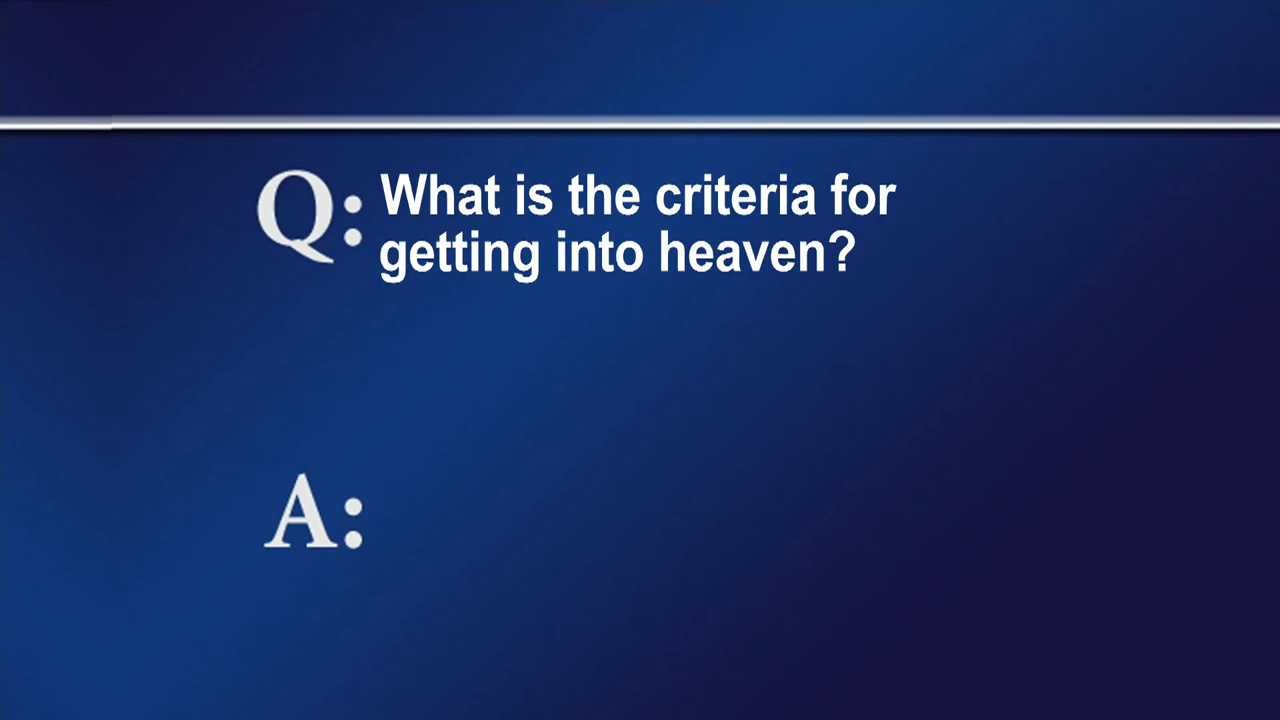 Q: What is the criteria for
getting into heaven?
A: